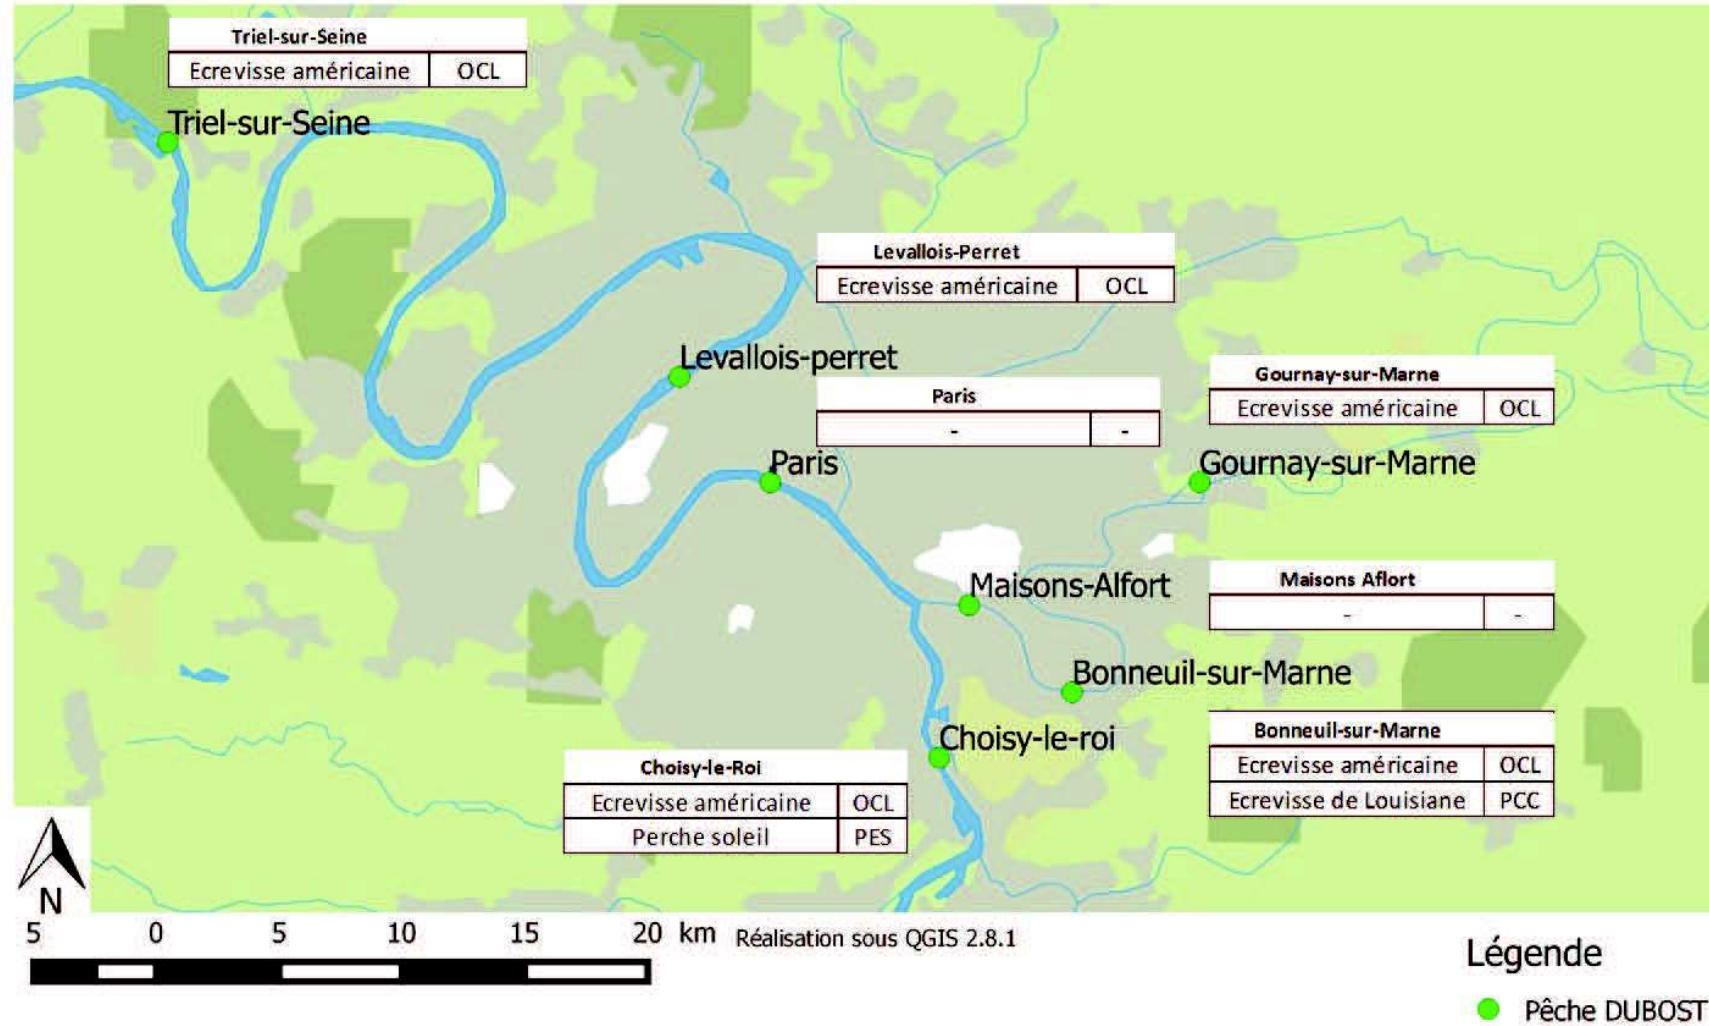 Triel-sur-Seine
Ecrevisse américaine OCL
Triel-sur-Seine
Levallois-Perret
Ecrevisse américaine OCL
Levallois-perret
Paris
- -
Gournay-sur-Marne
Ecrevisse américaine OCL
Paris
Gournay-sur-Marne
Maisons-Alfort
Maisons Aflort
- -
Bonneuil-sur-Marne
Bonneuil-sur-Marne
Ecrevisse américaine OCL
Ecrevisse de Louisiane PCC
Choisy-le-roi
Choisy-le-Roi
Ecrevisse américaine OCL
Perche soleil PES
N
5 0 5 10 15 20 km
Réalisation sous QGIS 2.8.1
Légende
Pêche DUBOST